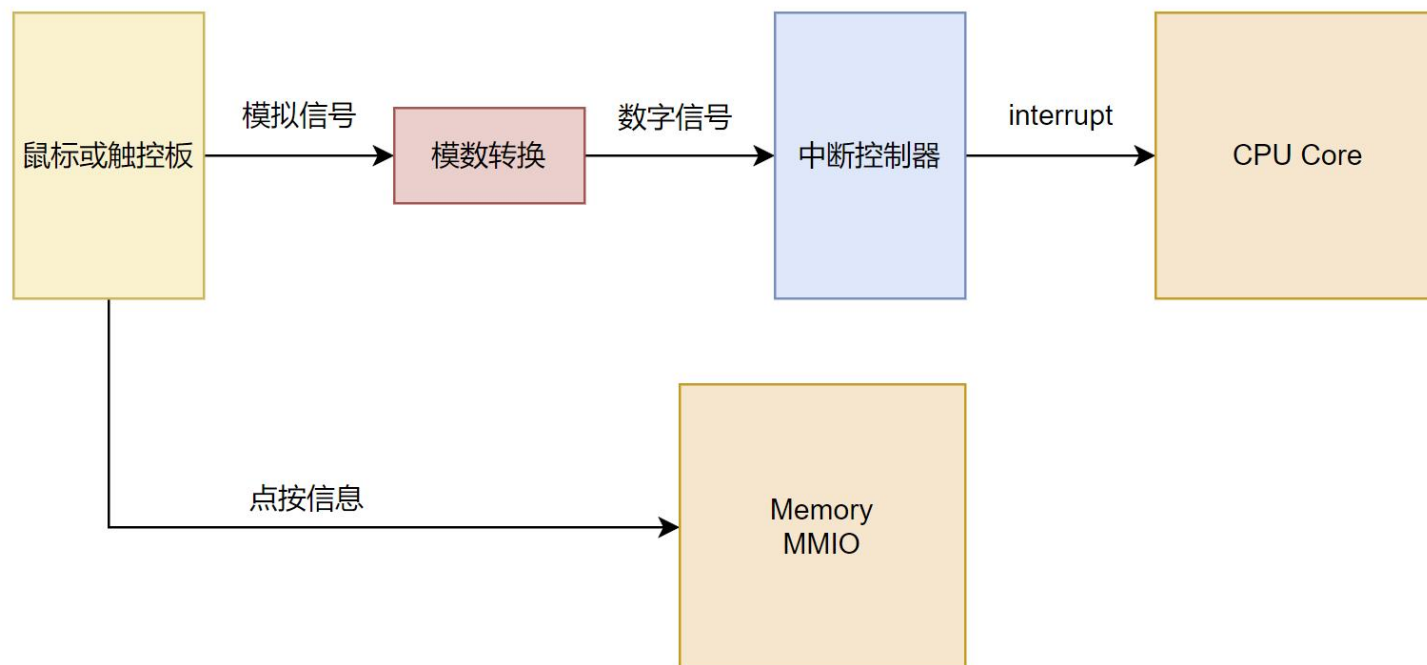 模拟信号
数字信号
interrupt
鼠标或触控板
模数转换
中断控制器
CPU Core
点按信息
Memory
MMIO